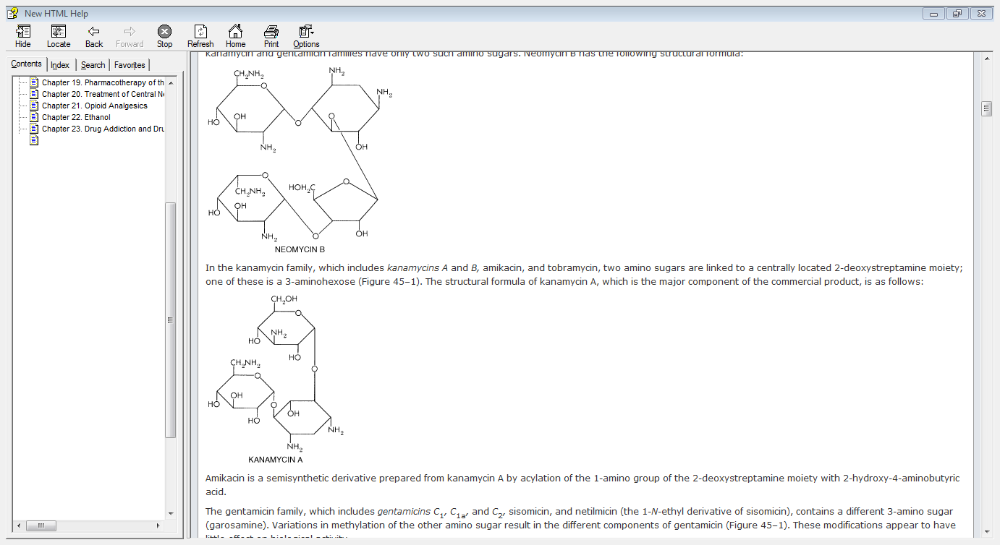 New HTML Help
Hide Locate Back Forward Stop Refresh Home Print Options
Contents Index Search Favorites
Chapter 19. Pharmacotherapy of th
Chapter 20. Treatment of Central Ne
Chapter 21. Opioid Analgesics
Chapter 22. Ethanol
Chapter 23. Drug Addiction and Dru
kanamycin and gentamicin families have only two such amino sugars. Neomycin B has the following structural formula:
CH2NH2
O
NH2
NH2
HO
OH
O
O
NH2
OH
O
CH2NH2
HOH2C
O
HO
OH
NH2
O
OH
NEOMYCIN B
In the kanamycin family, which includes kanamycins A and B, amikacin, and tobramycin, two amino sugars are linked to a centrally located 2-deoxystreptamine moiety;
one of these is a 3-aminohexose (Figure 45–1). The structural formula of kanamycin A, which is the major component of the commercial product, is as follows:
CH2OH
O
HO
NH2
HO
CH2NH2
O
O
HO
OH
O
HO
OH
NH2
NH2
KANAMYCIN A
Amikacin is a semisynthetic derivative prepared from kanamycin A by acylation of the 1-amino group of the 2-deoxystreptamine moiety with 2-hydroxy-4-aminobutyric
acid.
The gentamicin family, which includes gentamicins C1, C1a, and C2, sisomicin, and netilmicin (the 1-N-ethyl derivative of sisomicin), contains a different 3-amino sugar
(garosamine). Variations in methylation of the other amino sugar result in the different components of gentamicin (Figure 45–1). These modifications appear to have
little effect on biological activity.